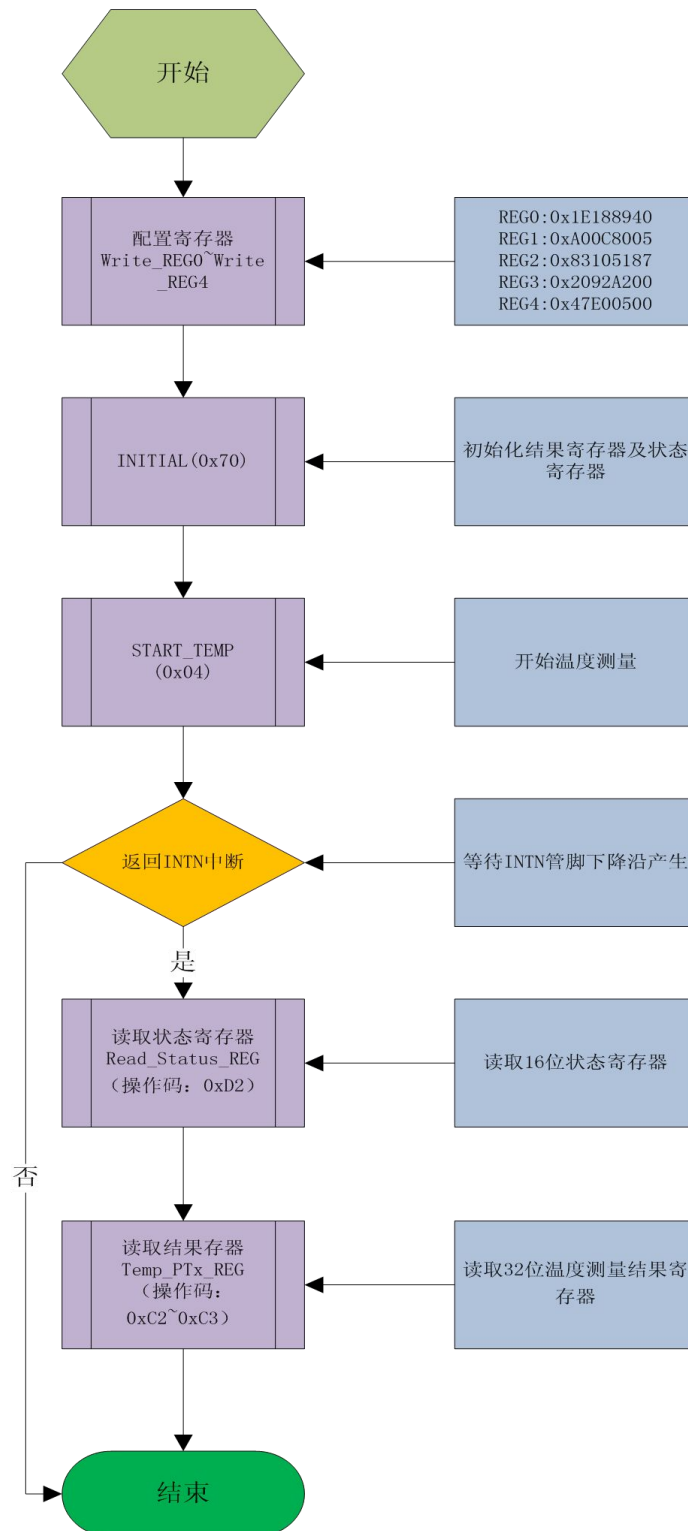 开始
配置寄存器
Write_REG0~Write
_REG4
REG0:0x1E188940
REG1:0xA00C8005
REG2:0x83105187
REG3:0x2092A200
REG4:0x47E00500
INITIAL(0x70)
初始化结果寄存器及状态
寄存器
START_TEMP
(0x04)
开始温度测量
返回INTN中断
等待INTN管脚下降沿产生
是
读取状态寄存器
Read_Status_REG
（操作码：0xD2）
读取16位状态寄存器
否
读取结果存器
Temp_PTx_REG
（操作码：
0xC2~0xC3）
读取32位温度测量结果寄
存器
结束